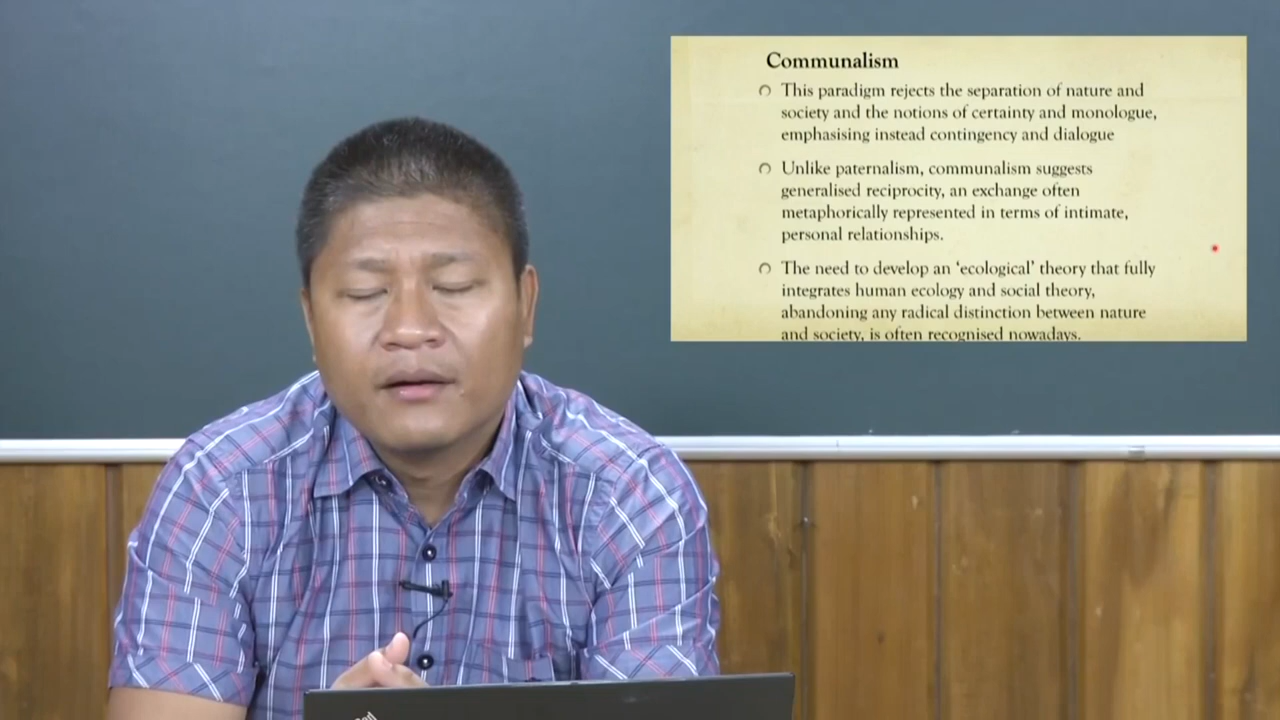 Communalism
This paradigm rejects the separation of nature and
society and the notions of certainty and monologue,
emphasising instead contingency and dialogue
Unlike paternalism, communalism suggests
generalised reciprocity, an exchange often
metaphorically represented in terms of intimate,
personal relationships.
The need to develop an ‘ecological’ theory that fully
integrates human ecology and social theory,
abandoning any radical distinction between nature
and society, is often recognised nowadays.